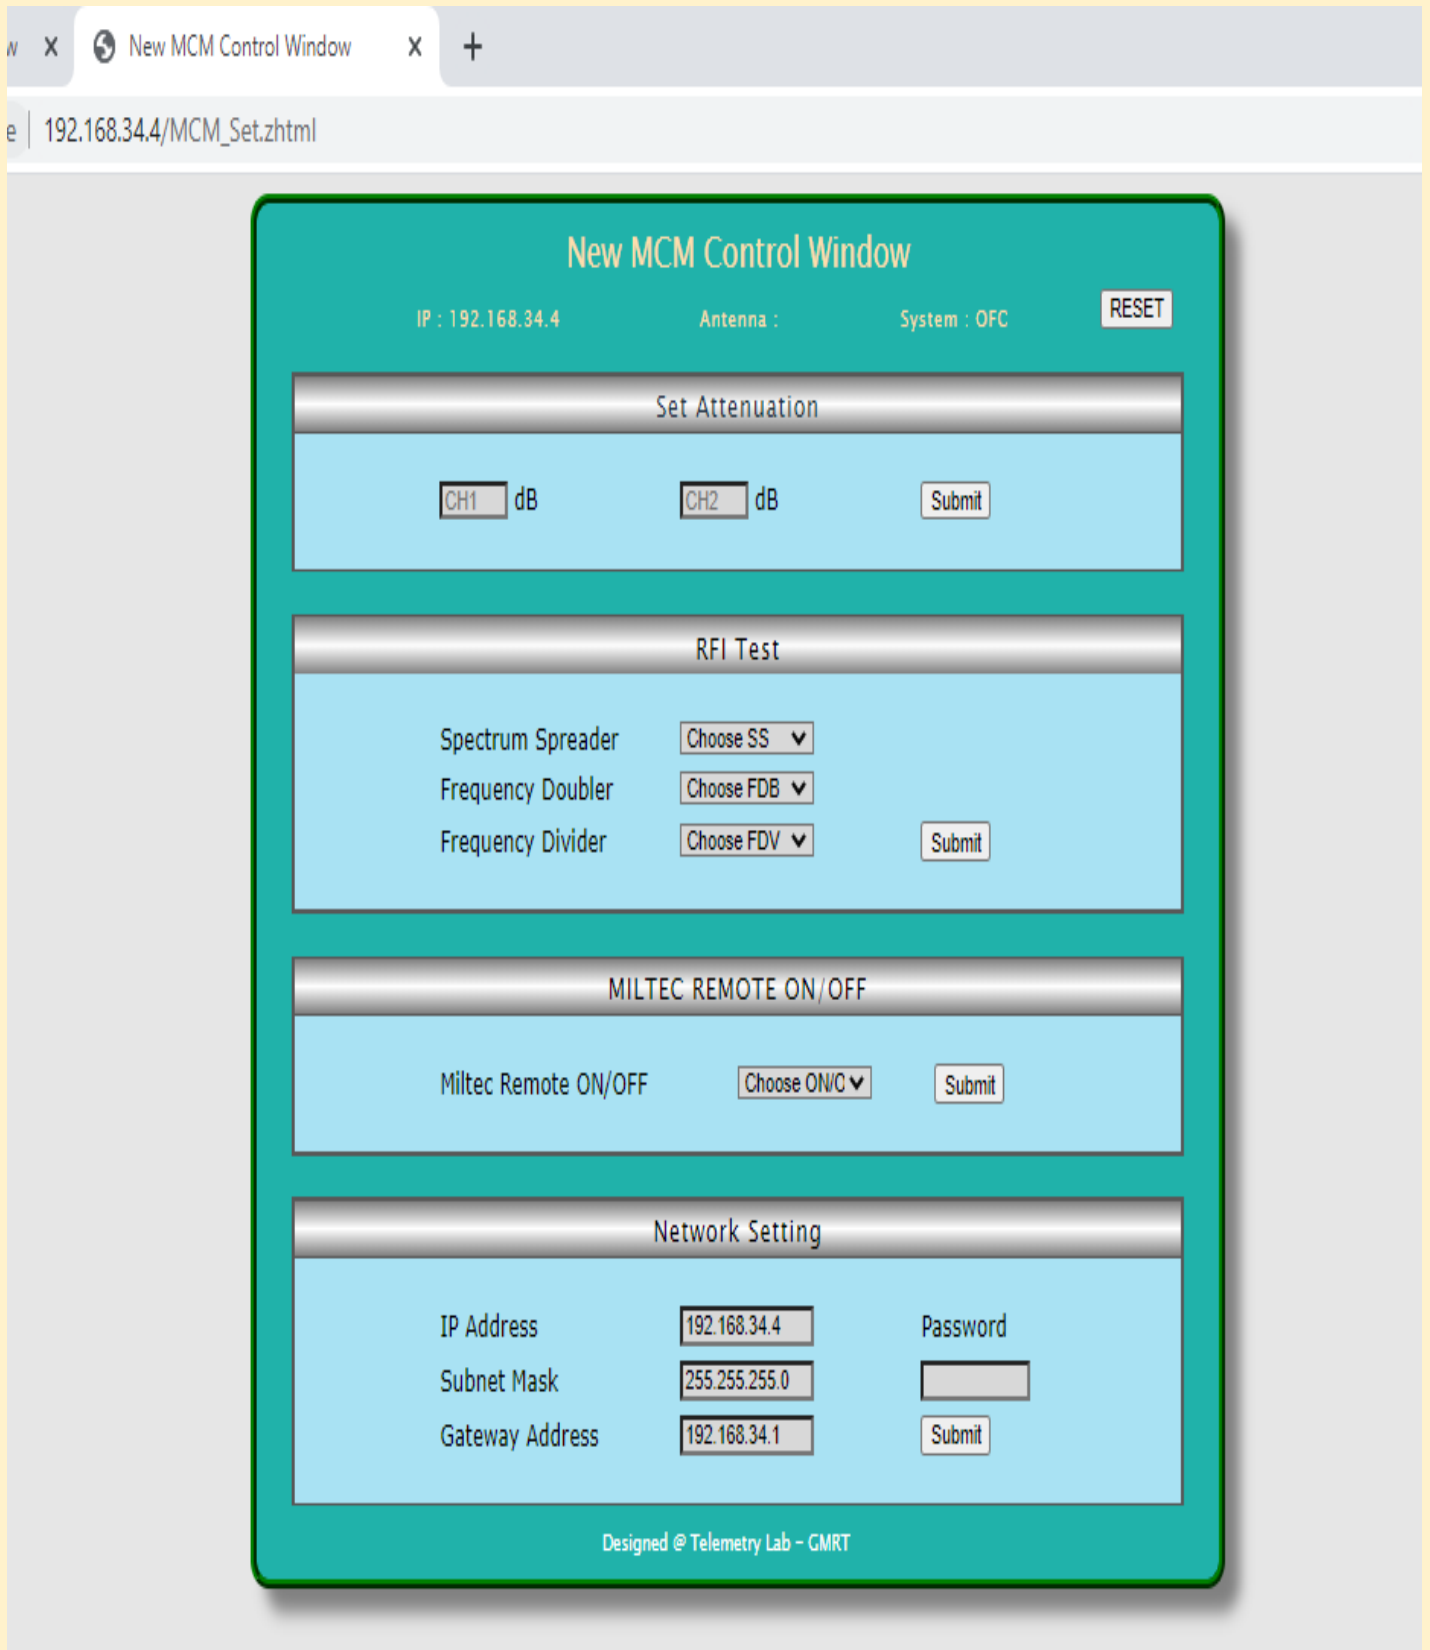 w
New MCM Control Window
e 192.168.34.4/MCM_Set.zhtml
New MCM Control Window
IP : 192.168.34.4 Antenna : System : OFC RESET
Set Attenuation
CH1 dB CH2 dB Submit
RFI Test
Spectrum Spreader Choose SS
Frequency Doubler Choose FDB
Frequency Divider Choose FDV Submit
MILTEC REMOTE ON/OFF
Miltec Remote ON/OFF Choose ON/O Submit
Network Setting
IP Address 192.168.34.4 Password
Subnet Mask 255.255.255.0
Gateway Address 192.168.34.1 Submit
Designed @ Telemetry Lab - GMRT